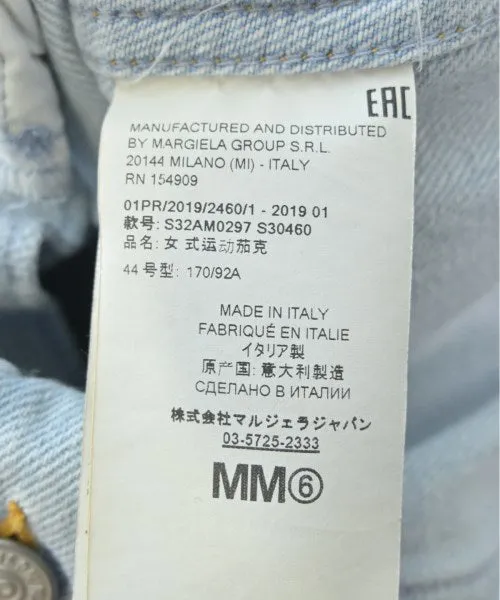 EAC
MANUFACTURED AND DISTRIBUTED
BY MARGIELA GROUP S.R.L.
20144 MILANO (MI) - ITALY
RN 154909
01PR/2019/2460/1 - 2019 01
款号: S32AM0297 S30460
品名: 女 式运动茄克
44 号型: 170/92A
MADE IN ITALY
FABRIQUÉ EN ITALIE
イタリア製
原产国: 意大利製造
СДЕЛАНО В ИТАЛИИ
株式会社マルジェラジャパン
03-5725-2333
MM⑥